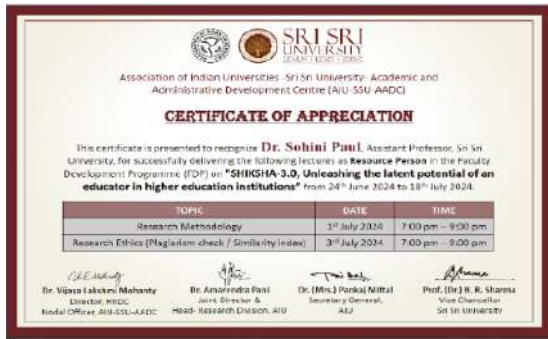 SRI SRI
UNIVERSITY
LEARN • LEAD • SERVE
Association of Indian Universities -Sri Sri University- Academic and
Administrative Development Centre (AIU-SSU-AADC)
CERTIFICATE OF APPRECIATION
This certificate is presented to recognize Dr. Sohini Paul, Assistant Professor, Sri Sri
University, for successfully delivering the following lectures as Resource Person in the Faculty
Development Programme (FDP) on "SHIKSHA-3.0, Unleashing the latent potential of an
educator in higher education institutions" from 24th June 2024 to 18th July 2024.
TOPIC DATE TIME
Research Methodology 1st July 2024 7:00 pm – 9:00 pm
Research Ethics (Plagiarism check / Similarity index) 3rd July 2024 7:00 pm – 9:00 pm
Dr. Vijaya Lakshmi Mohanty Dr. Amarendra Pani Dr. (Mrs.) Pankaj Mittal Prof. (Dr.) B. R. Sharma
Director, HRDC Joint Director & Secretary General, Vice Chancellor
Nodal Officer, AIU-SSU-AADC Head- Research Division, AIU AIU Sri Sri University